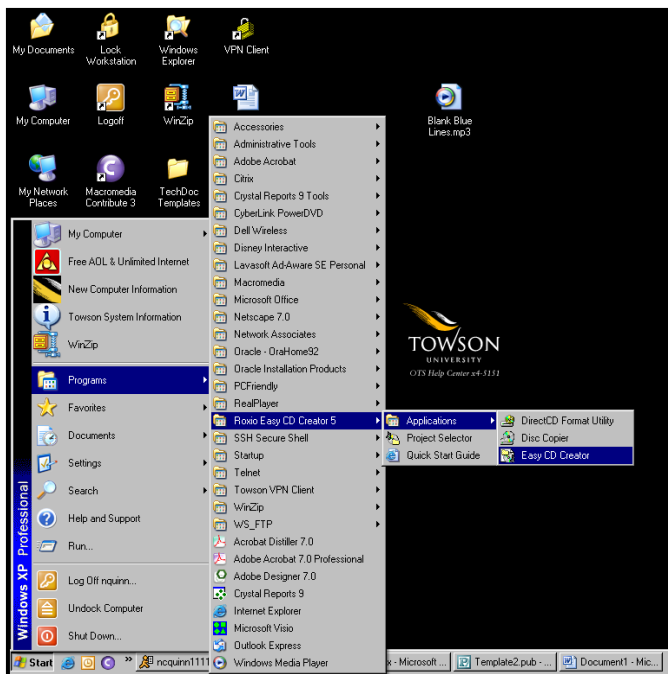 My Documents
Lock
Workstation
Windows
Explorer
VPN Client
My Computer
Logoff
WinZip
Blank Blue
Lines.mp3
My Network
Places
Macromedia
Contribute 3
TechDoc
Templates
My Computer
Free AOL & Unlimited Internet
New Computer Information
Towson System Information
WinZip
Programs
Favorites
Documents
Settings
Search
Help and Support
Run...
Log Off nquinn...
Undock Computer
Shut Down...
Windows XP Professional
Accessories
Administrative Tools
Adobe Acrobat
Citrix
Crystal Reports 9 Tools
CyberLink PowerDVD
Dell Wireless
Disney Interactive
Lavasoft Ad-Aware SE Personal
Macromedia
Microsoft Office
Netscape 7.0
Network Associates
Oracle - OraHome92
Oracle Installation Products
PCFriendly
RealPlayer
Roxio Easy CD Creator 5
SSH Secure Shell
Startup
Telnet
Towson VPN Client
WinZip
WS_FTP
Acrobat Distiller 7.0
Adobe Acrobat 7.0 Professional
Adobe Designer 7.0
Crystal Reports 9
Internet Explorer
Microsoft Visio
Outlook Express
Windows Media Player
Applications
Project Selector
Quick Start Guide
DirectCD Format Utility
Disc Copier
Easy CD Creator
TOWSON
UNIVERSITY
OTS Help Center x4-5151
Start
ncquinn1111
x - Microsoft ...
Template2.pub - ...
Document1 - Mic...